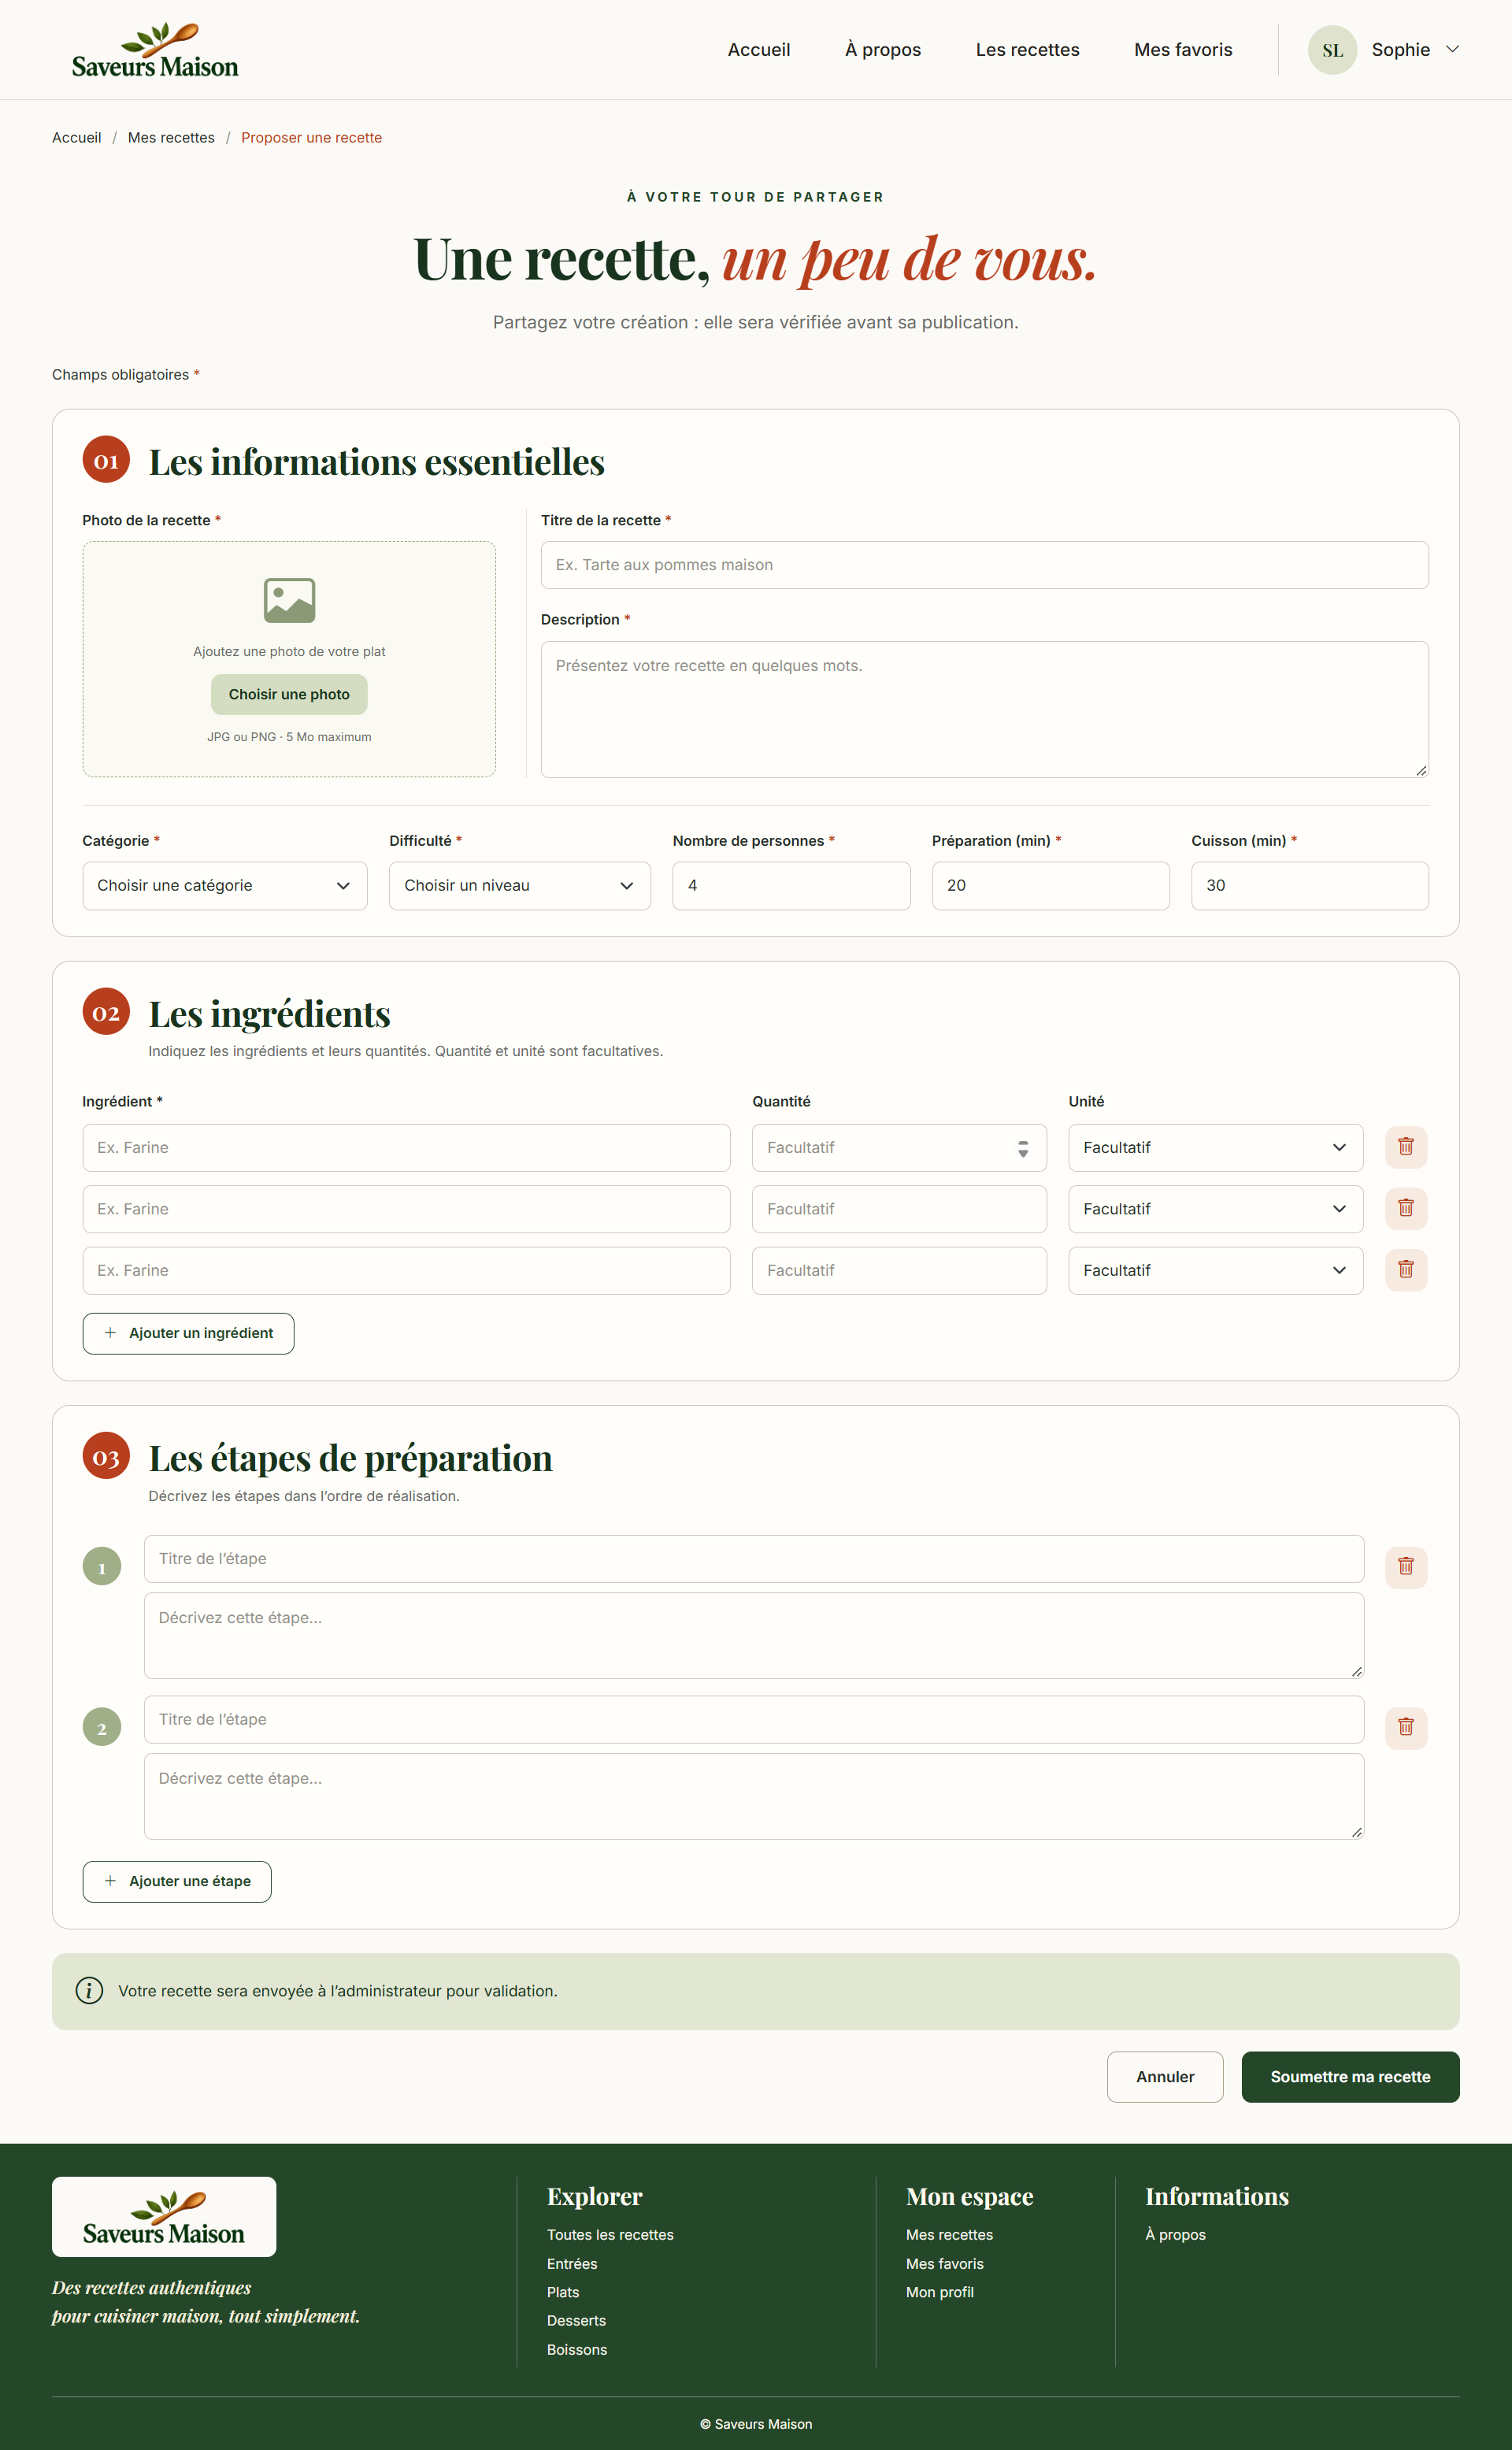 Saveurs Maison
Accueil À propos Les recettes Mes favoris SL Sophie
Accueil / Mes recettes / Proposer une recette
À VOTRE TOUR DE PARTAGER
Une recette, un peu de vous.
Partagez votre création : elle sera vérifiée avant sa publication.
Champs obligatoires *
01 Les informations essentielles
Photo de la recette *
Ajoutez une photo de votre plat
Choisir une photo
JPG ou PNG · 5 Mo maximum
Titre de la recette *
Ex. Tarte aux pommes maison
Description *
Présentez votre recette en quelques mots.
Catégorie * Difficulté * Nombre de personnes * Préparation (min) * Cuisson (min) *
Choisir une catégorie Choisir un niveau 4 20 30
02 Les ingrédients
Indiquez les ingrédients et leurs quantités. Quantité et unité sont facultatives.
Ingrédient * Quantité Unité
Ex. Farine Facultatif Facultatif
Ex. Farine Facultatif Facultatif
Ex. Farine Facultatif Facultatif
+ Ajouter un ingrédient
03 Les étapes de préparation
Décrivez les étapes dans l’ordre de réalisation.
1 Titre de l’étape
Décrivez cette étape...
2 Titre de l’étape
Décrivez cette étape...
+ Ajouter une étape
i Votre recette sera envoyée à l’administrateur pour validation.
Annuler Soumettre ma recette
Saveurs Maison
Des recettes authentiques
pour cuisiner maison, tout simplement.
Explorer
Toutes les recettes
Entrées
Plats
Desserts
Boissons
Mon espace
Mes recettes
Mes favoris
Mon profil
Informations
À propos
© Saveurs Maison